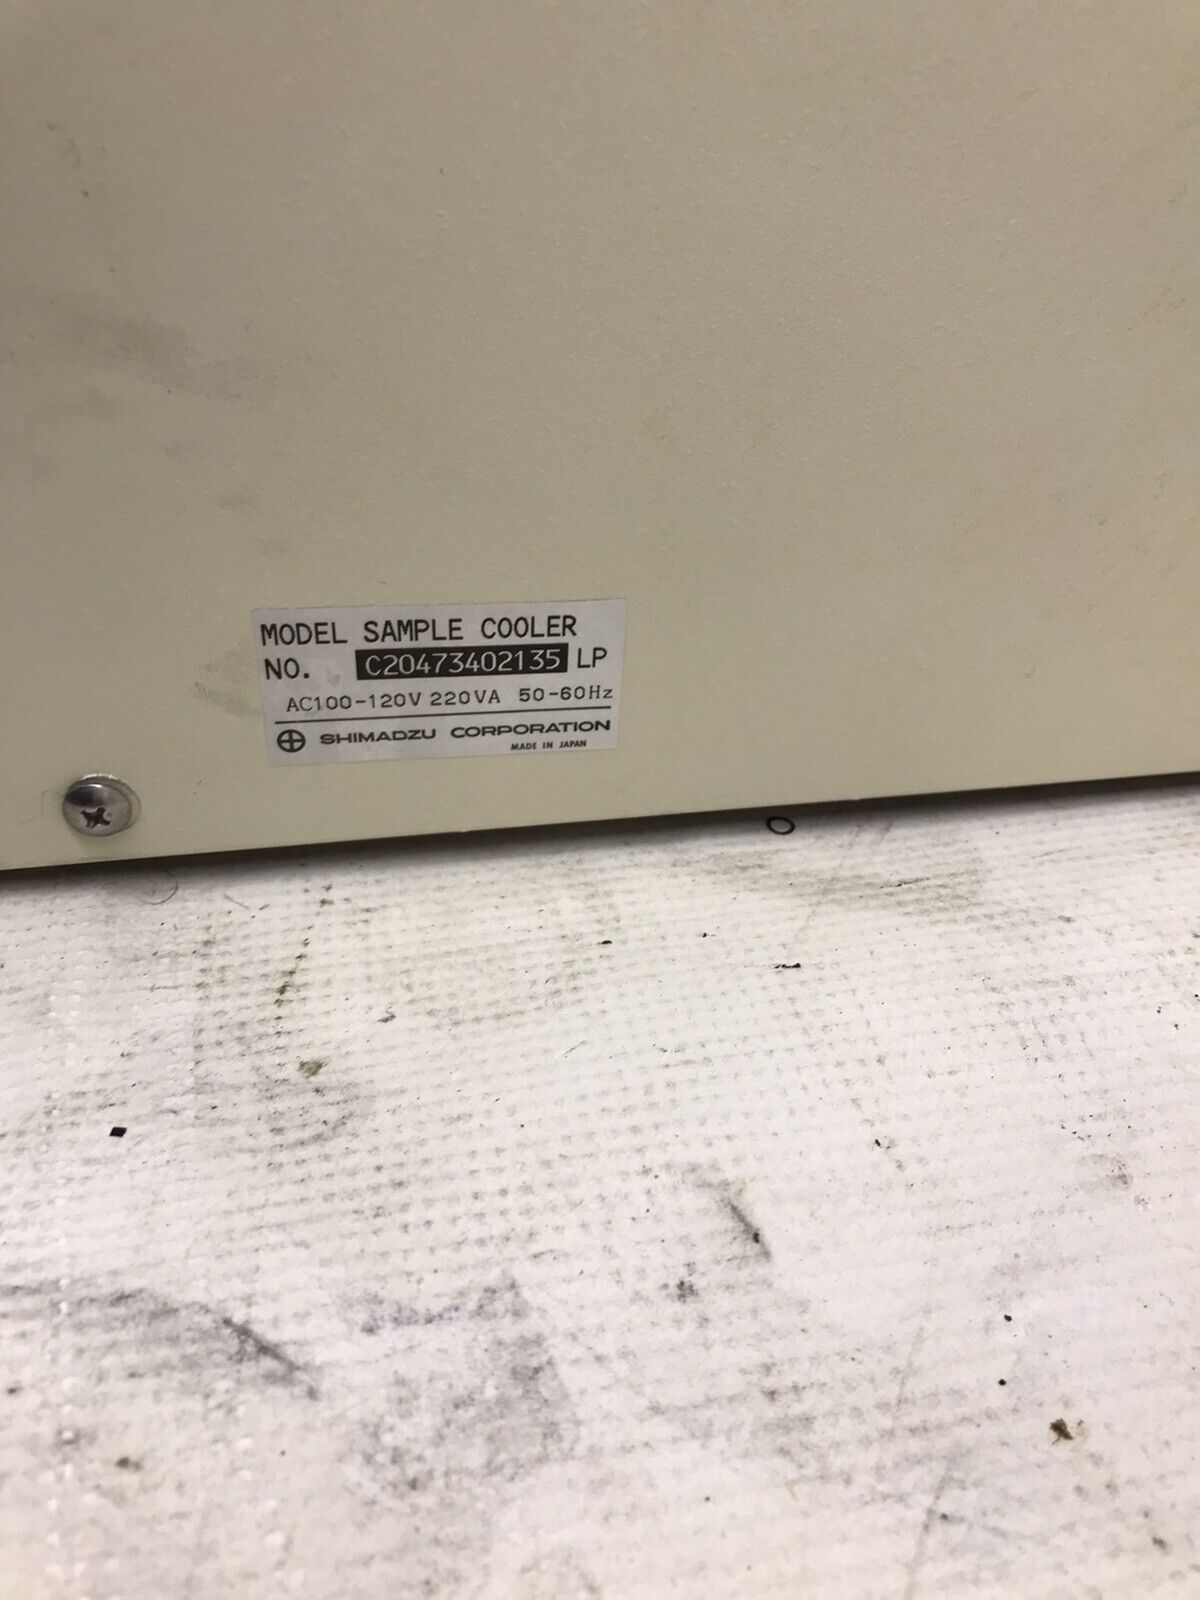 MODEL SAMPLE COOLER
NO. C20473402135 LP
AC100-120V 220VA 50-60Hz
SHIMADZU CORPORATION
MADE IN JAPAN